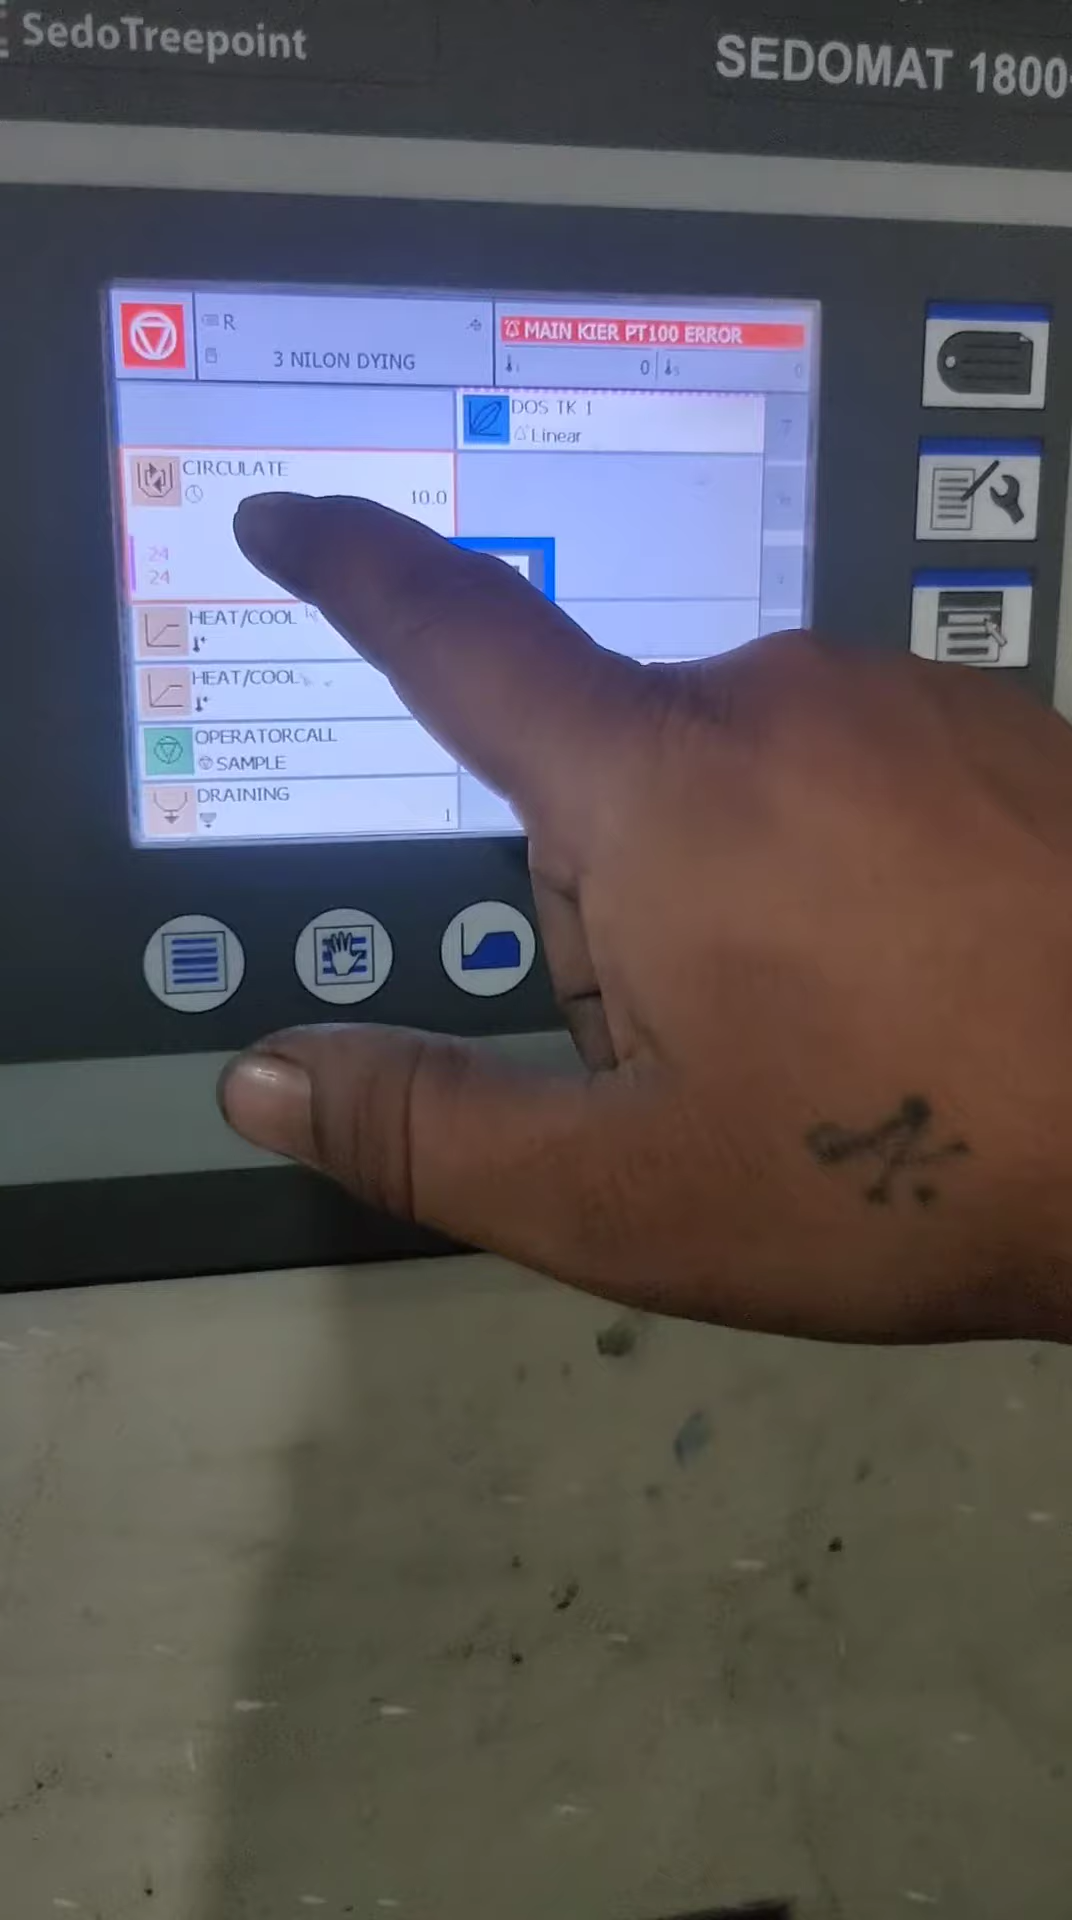 SedoTreepoint
SEDOMAT 1800
R
3 NILON DYING
MAIN KIER PT100 ERROR
0
0
DOS TK 1
Linear
CIRCULATE
10.0
24
24
HEAT/COOL
HEAT/COOL
OPERATORCALL
SAMPLE
DRAINING
1